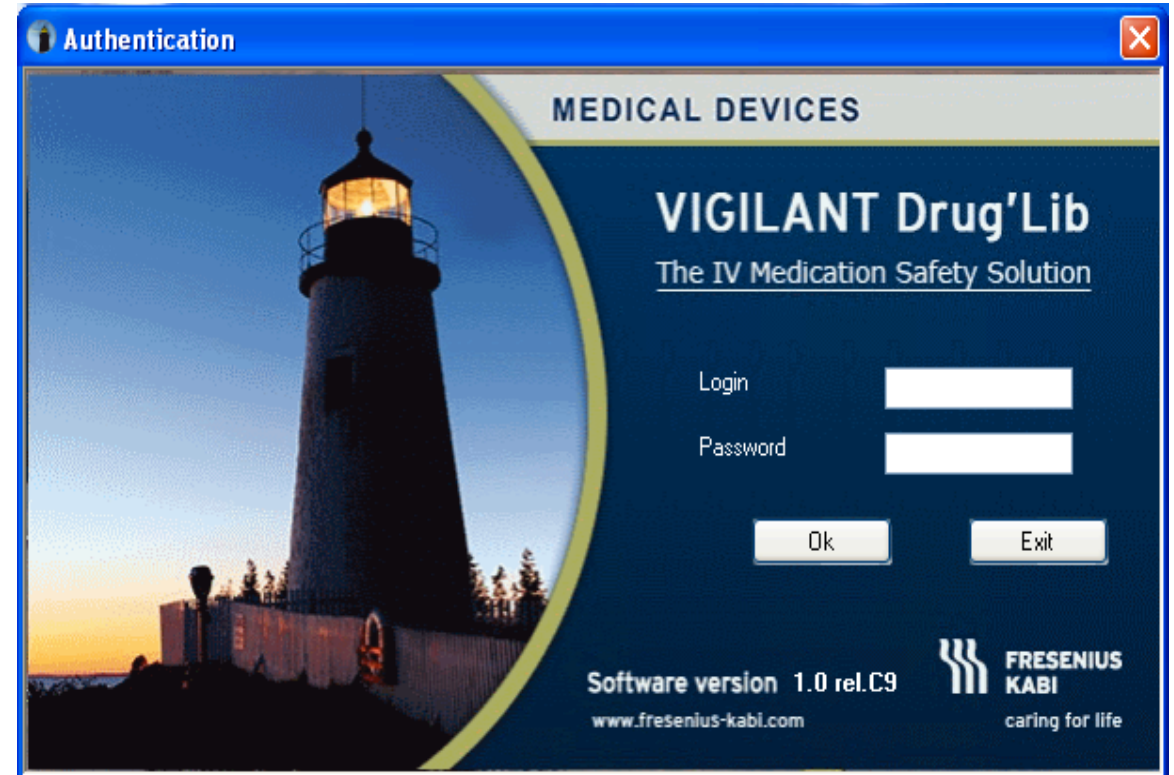 Authentication
MEDICAL DEVICES
VIGILANT Drug'Lib
The IV Medication Safety Solution
Login
Password
Ok Exit
Software version 1.0 rel.C9
www.fresenius-kabi.com
FRESENIUS
KABI
caring for life